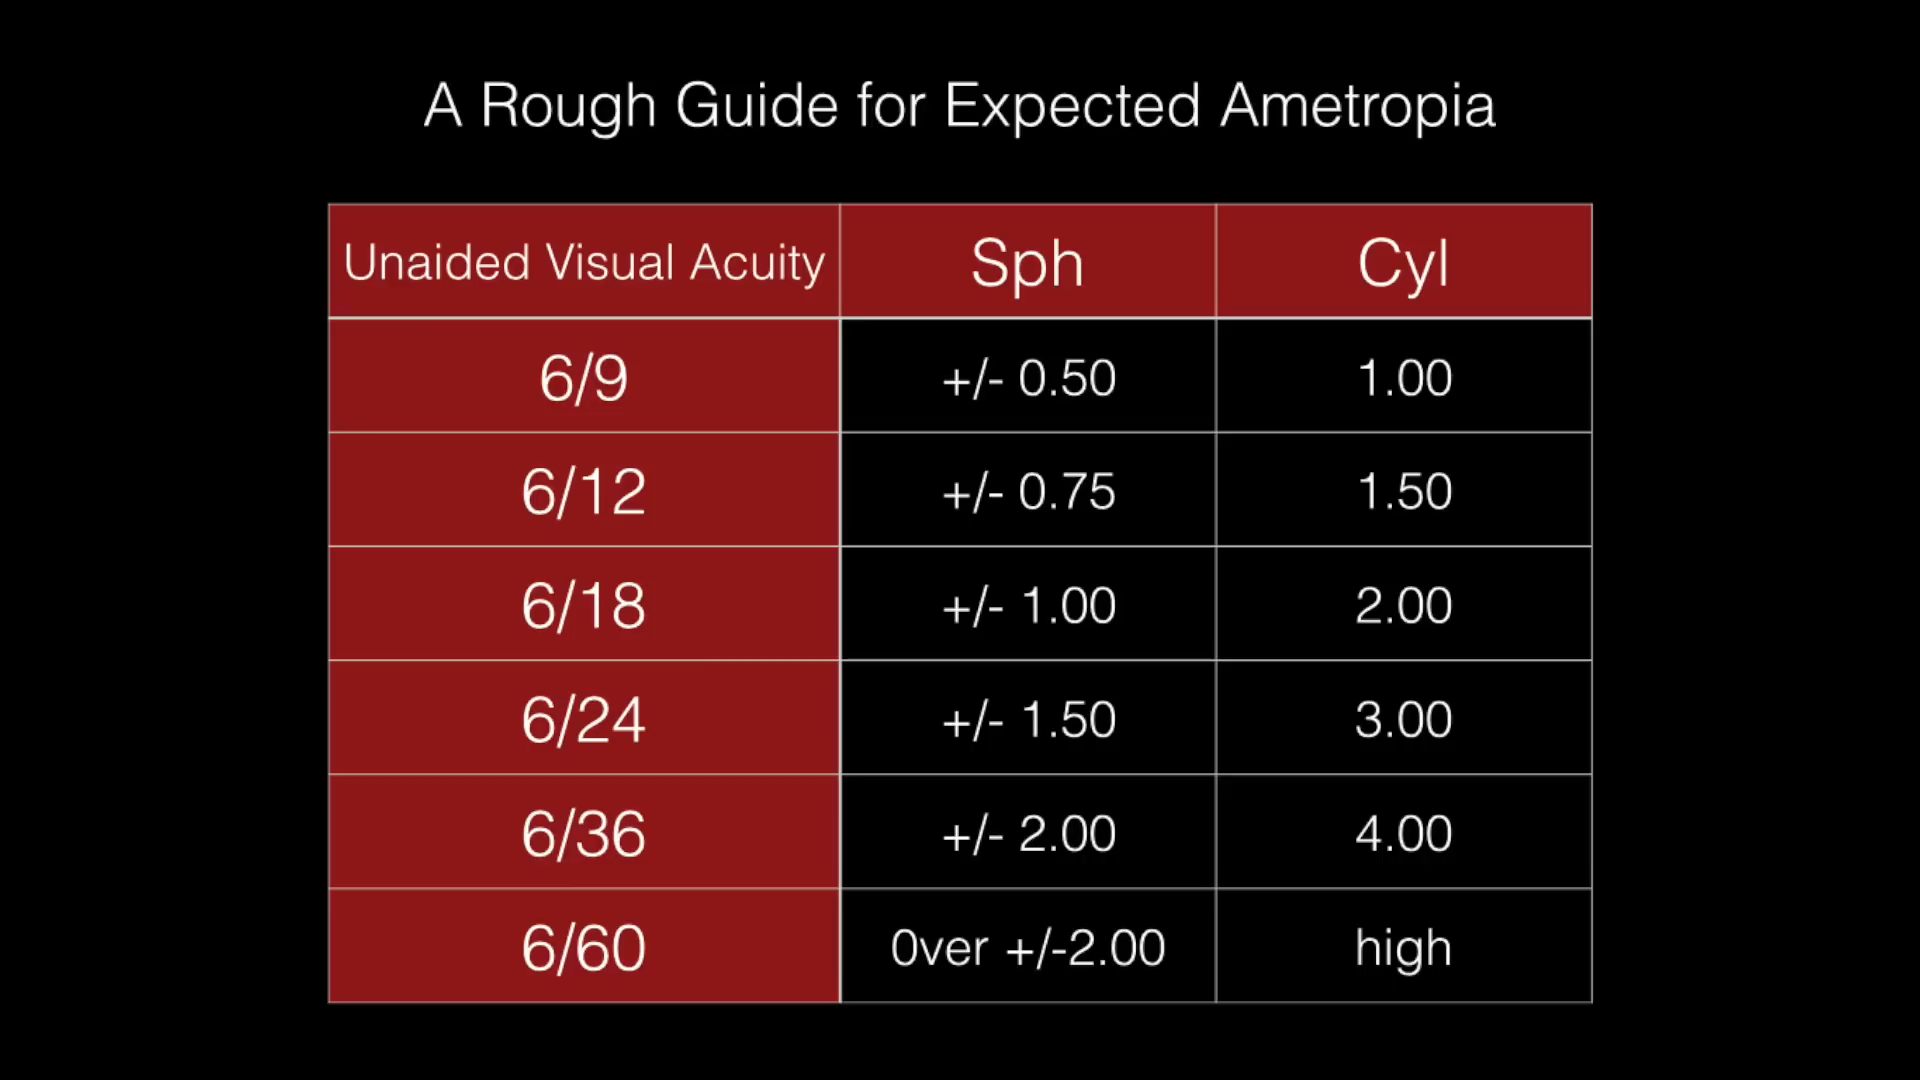 A Rough Guide for Expected Ametropia
Unaided Visual Acuity Sph Cyl
6/9 +/- 0.50 1.00
6/12 +/- 0.75 1.50
6/18 +/- 1.00 2.00
6/24 +/- 1.50 3.00
6/36 +/- 2.00 4.00
6/60 0ver +/-2.00 high